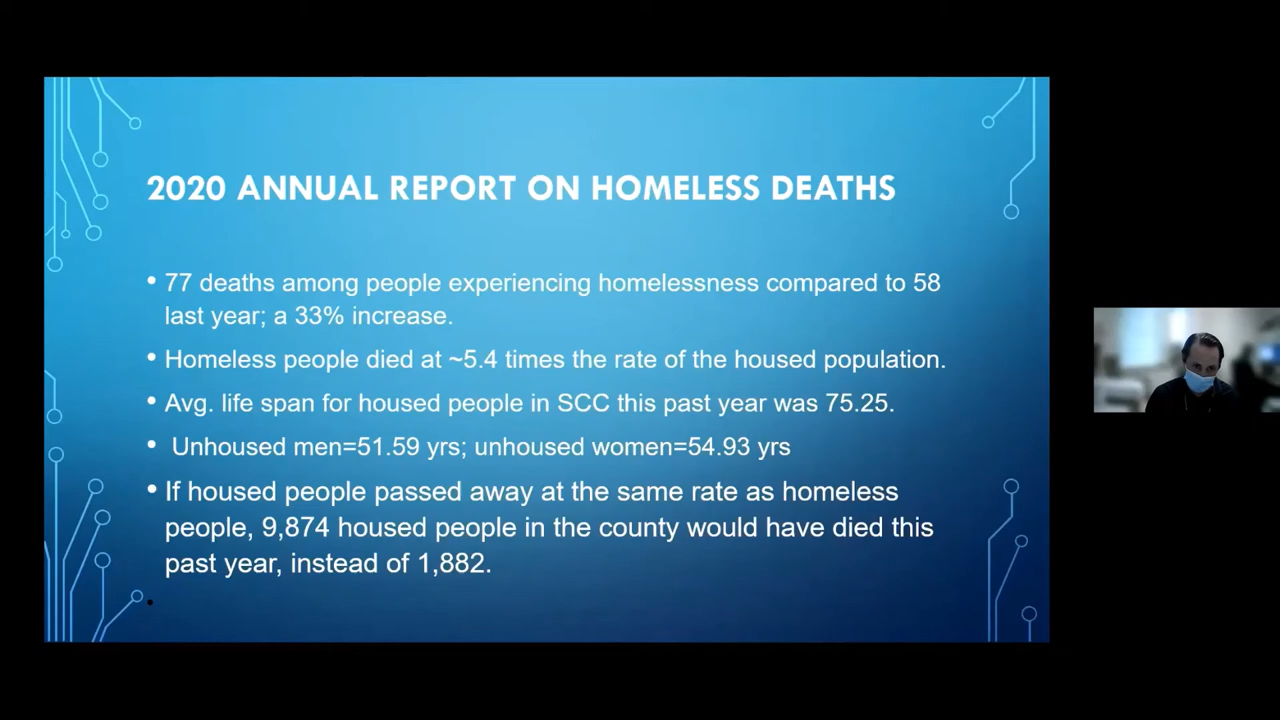 2020 ANNUAL REPORT ON HOMELESS DEATHS
• 77 deaths among people experiencing homelessness compared to 58
last year; a 33% increase.
• Homeless people died at ~5.4 times the rate of the housed population.
• Avg. life span for housed people in SCC this past year was 75.25.
• Unhoused men=51.59 yrs; unhoused women=54.93 yrs
• If housed people passed away at the same rate as homeless
people, 9,874 housed people in the county would have died this
past year, instead of 1,882.
•